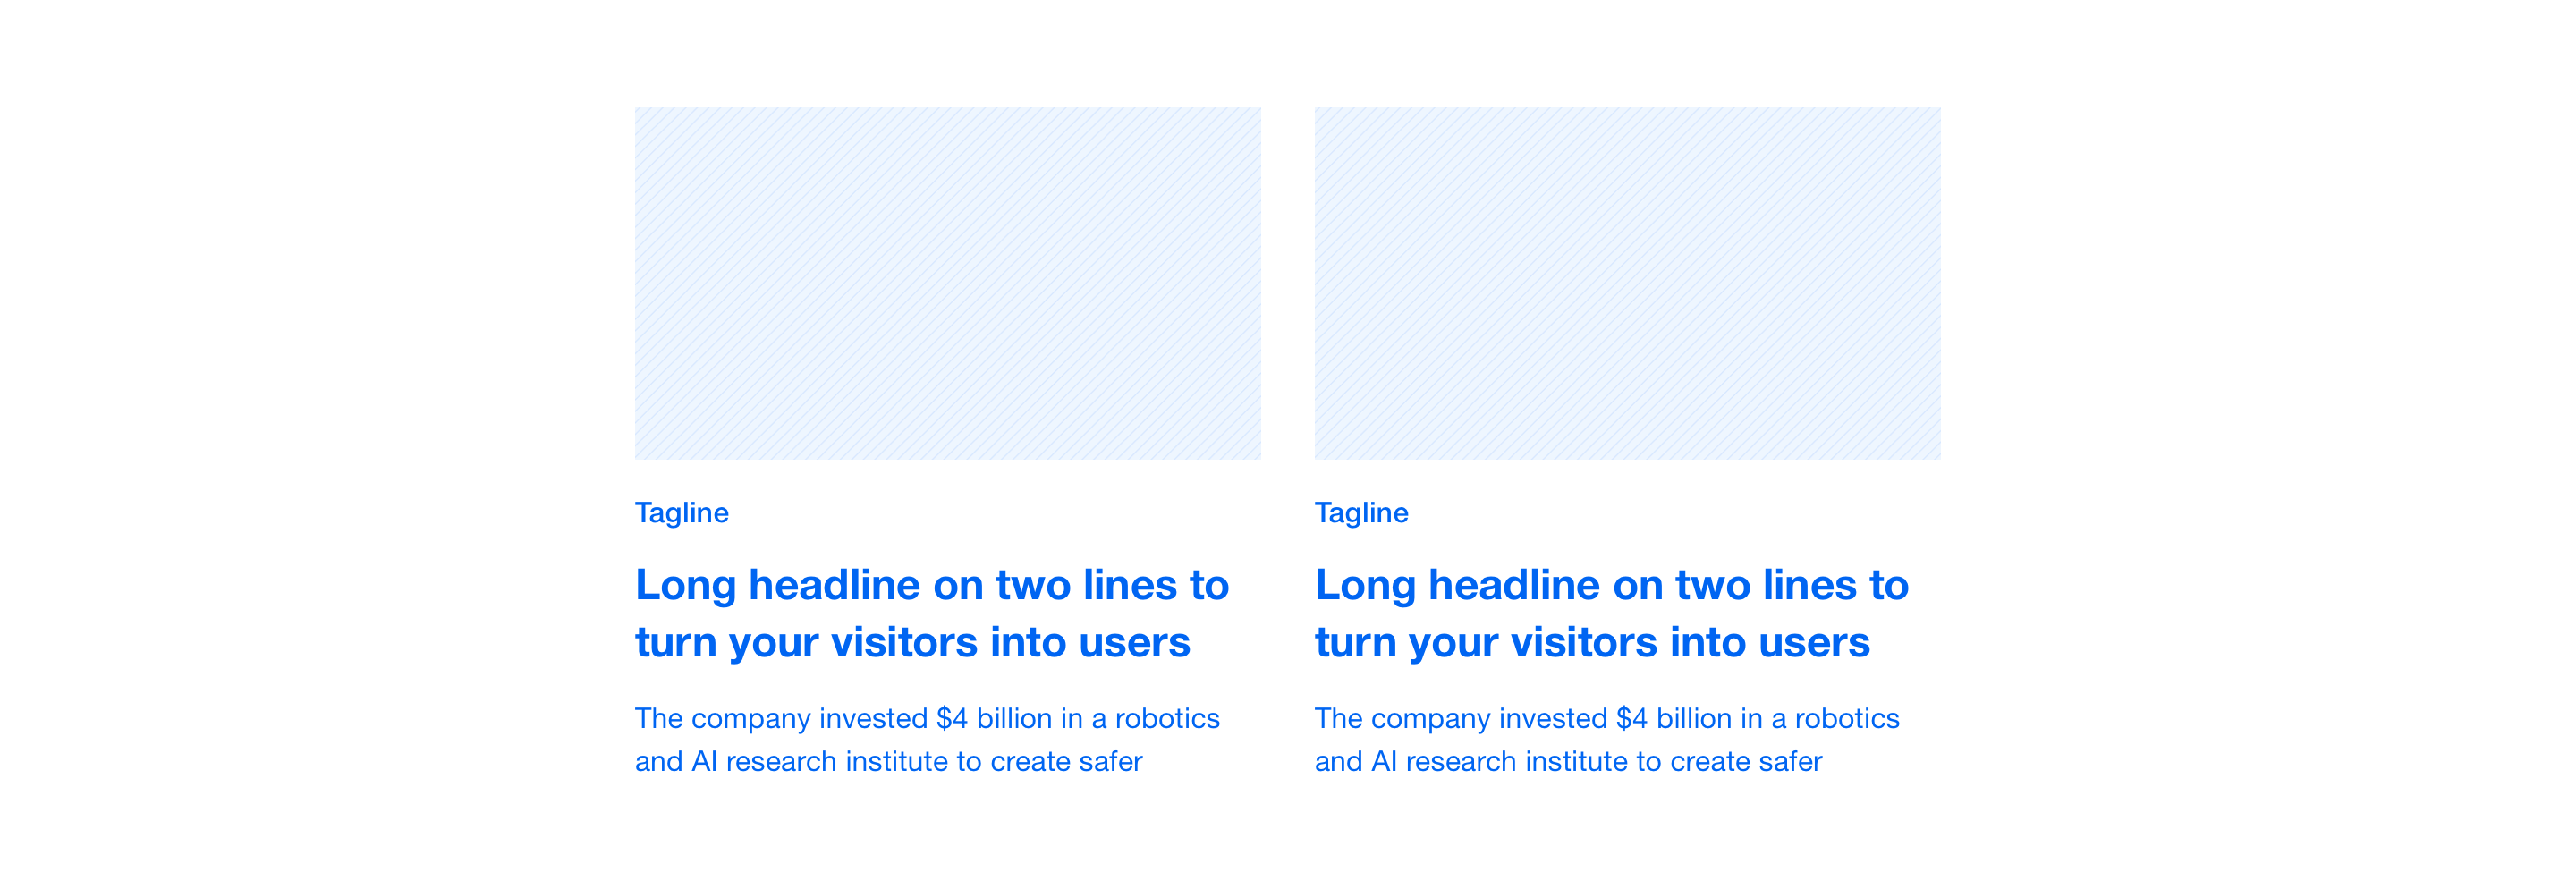 Tagline
Long headline on two lines to
turn your visitors into users
The company invested $4 billion in a robotics
and AI research institute to create safer
Tagline
Long headline on two lines to
turn your visitors into users
The company invested $4 billion in a robotics
and AI research institute to create safer